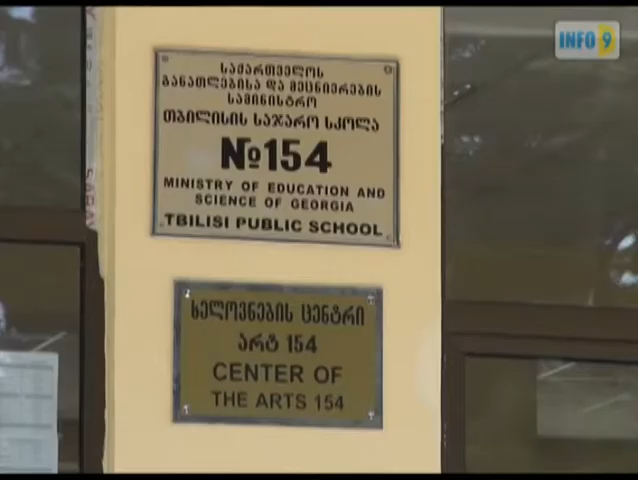 INFO 9
საქართველოს
განათლებისა და მეცნიერების
სამინისტრო
თბილისის საჯარო სკოლა
№154
MINISTRY OF EDUCATION AND
SCIENCE OF GEORGIA
TBILISI PUBLIC SCHOOL
ხელოვნების ცენტრი
არტ 154
CENTER OF
THE ARTS 154